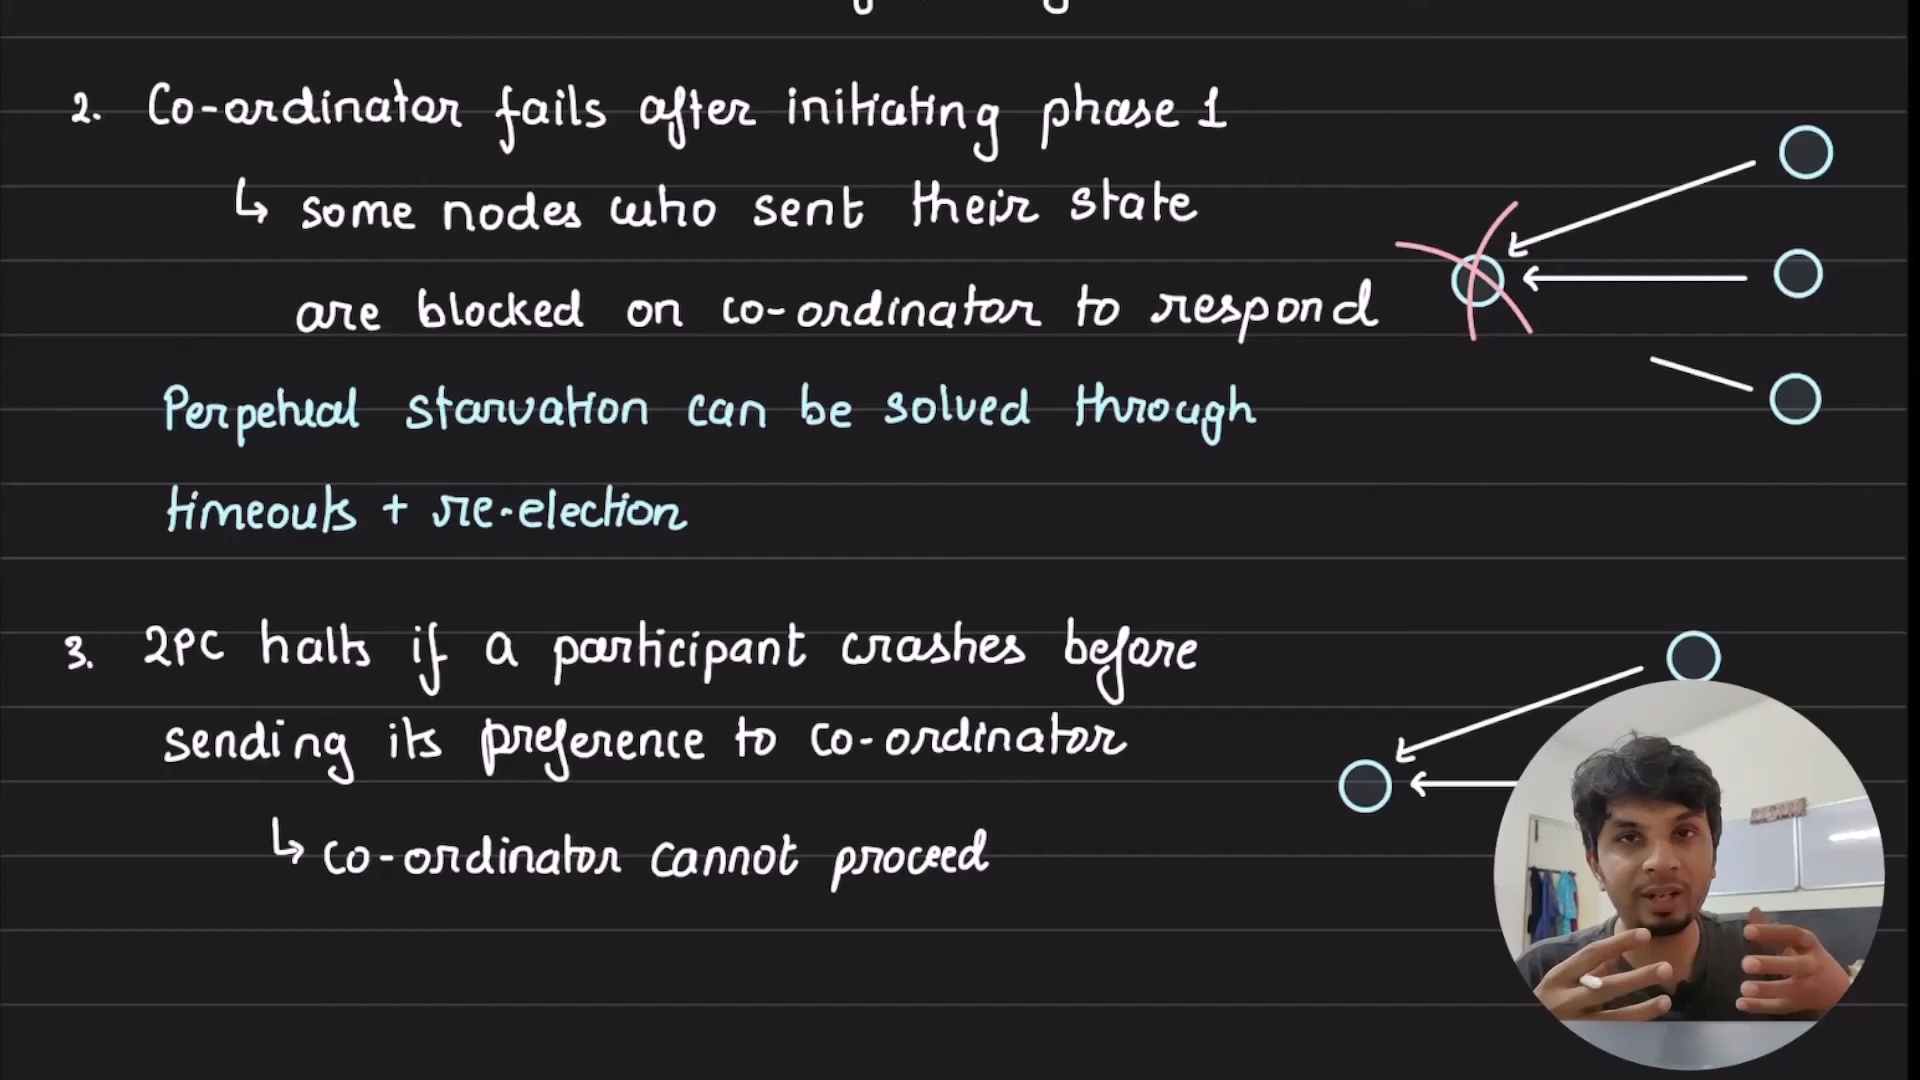 2. Co-ordinator fails after initiating phase 1
↳ some nodes who sent their state
are blocked on co-ordinator to respond
Perpetual starvation can be solved through
timeouts + re-election
3. 2PC halts if a participant crashes before
sending its preference to co-ordinator
↳ co-ordinator cannot proceed